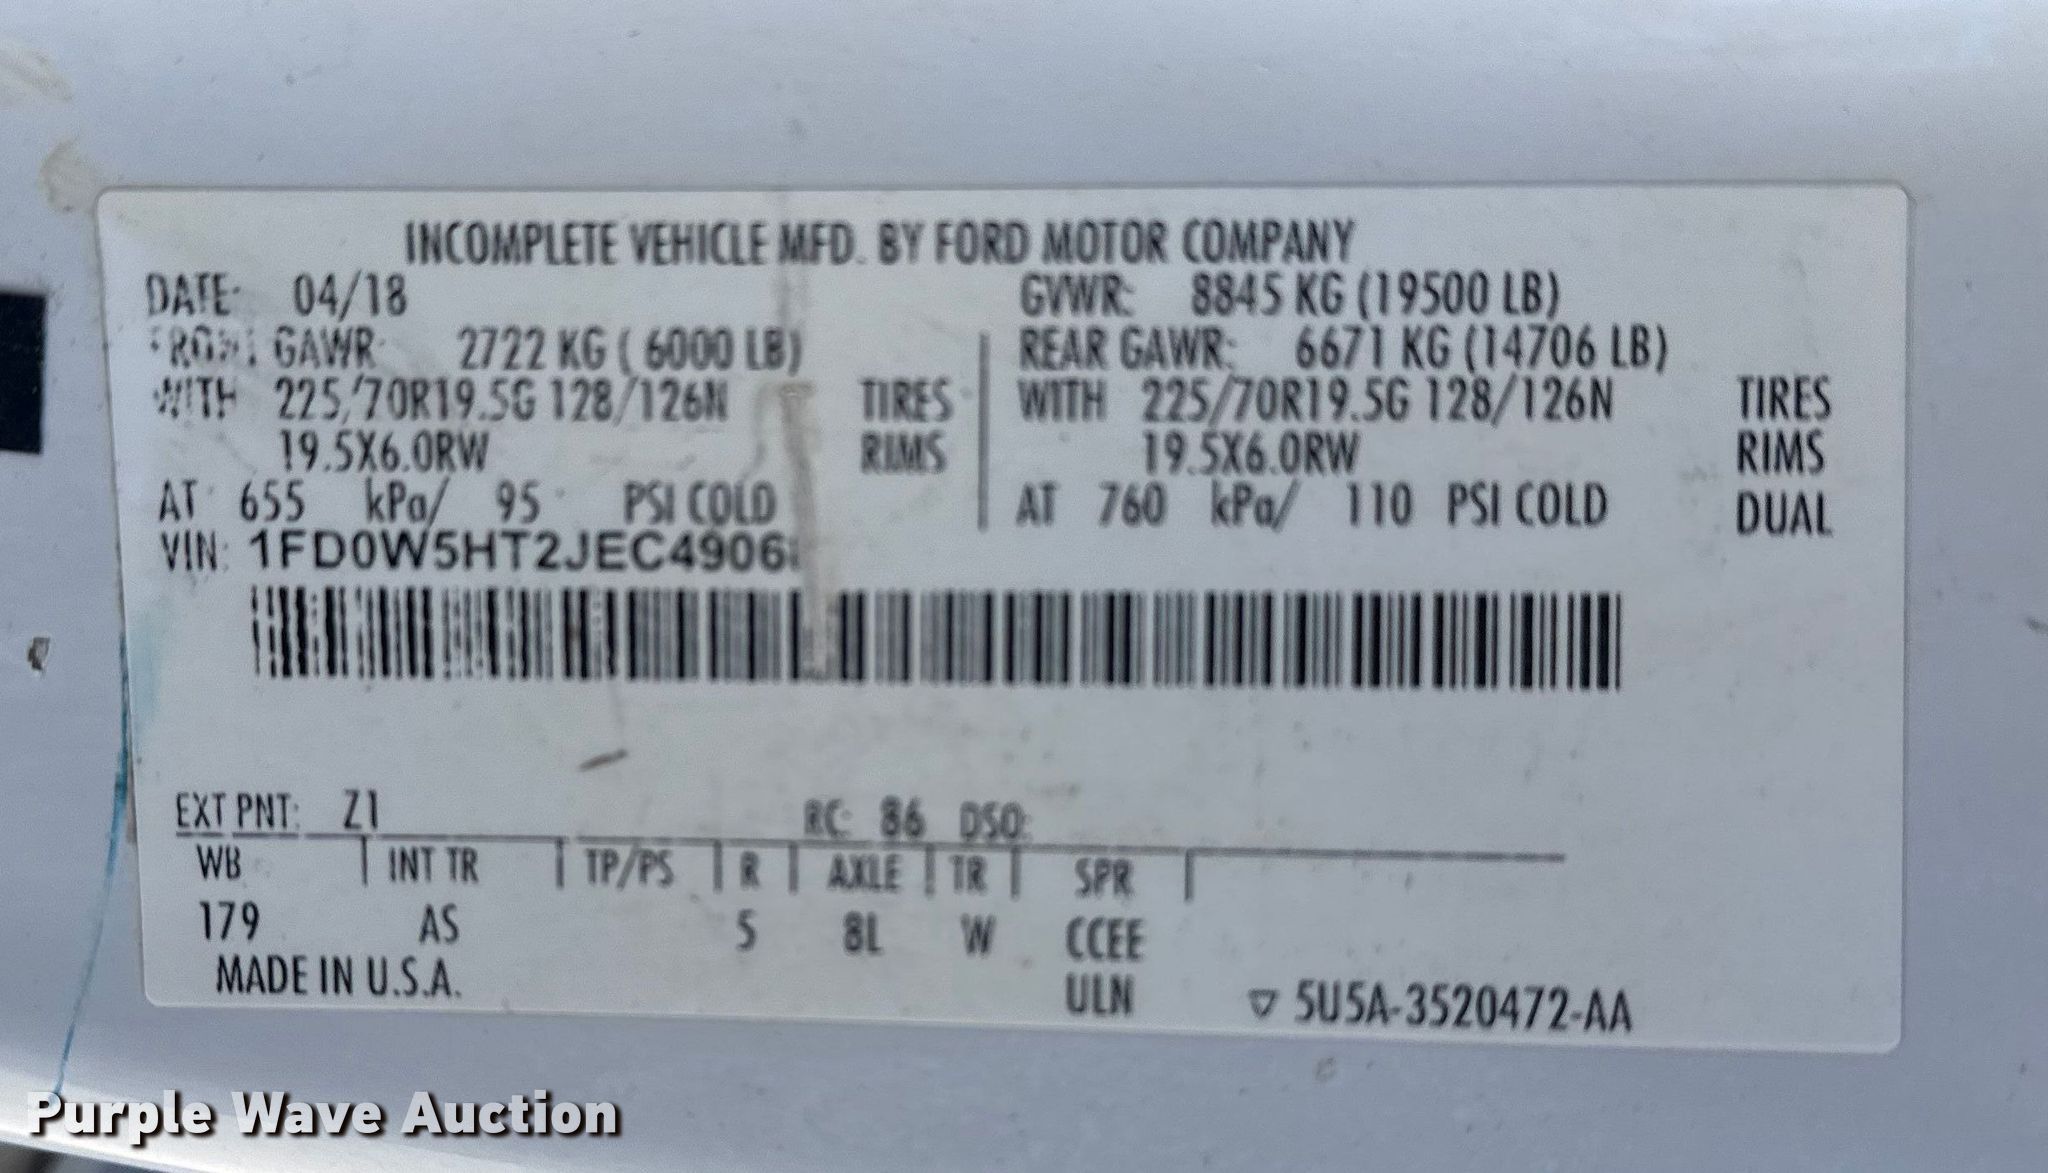 INCOMPLETE VEHICLE MFD. BY FORD MOTOR COMPANY
DATE: 04/18 GVWR: 8845 KG (19500 LB)
FRONT GAWR: 2722 KG ( 6000 LB) REAR GAWR: 6671 KG (14706 LB)
WITH 225/70R19.5G 128/126N TIRES WITH 225/70R19.5G 128/126N TIRES
19.5X6.0RW RIMS 19.5X6.0RW RIMS
AT 655 kPa/ 95 PSI COLD AT 760 kPa/ 110 PSI COLD DUAL
VIN: 1FD0W5HT2JEC4906
EXT PNT: Z1 RC: 86 DSO:
WB INT TR TP/PS R AXLE TR SPR
179 AS 5 8L W CCEE
MADE IN U.S.A. ULN ▽ 5U5A-3520472-AA
Purple Wave Auction